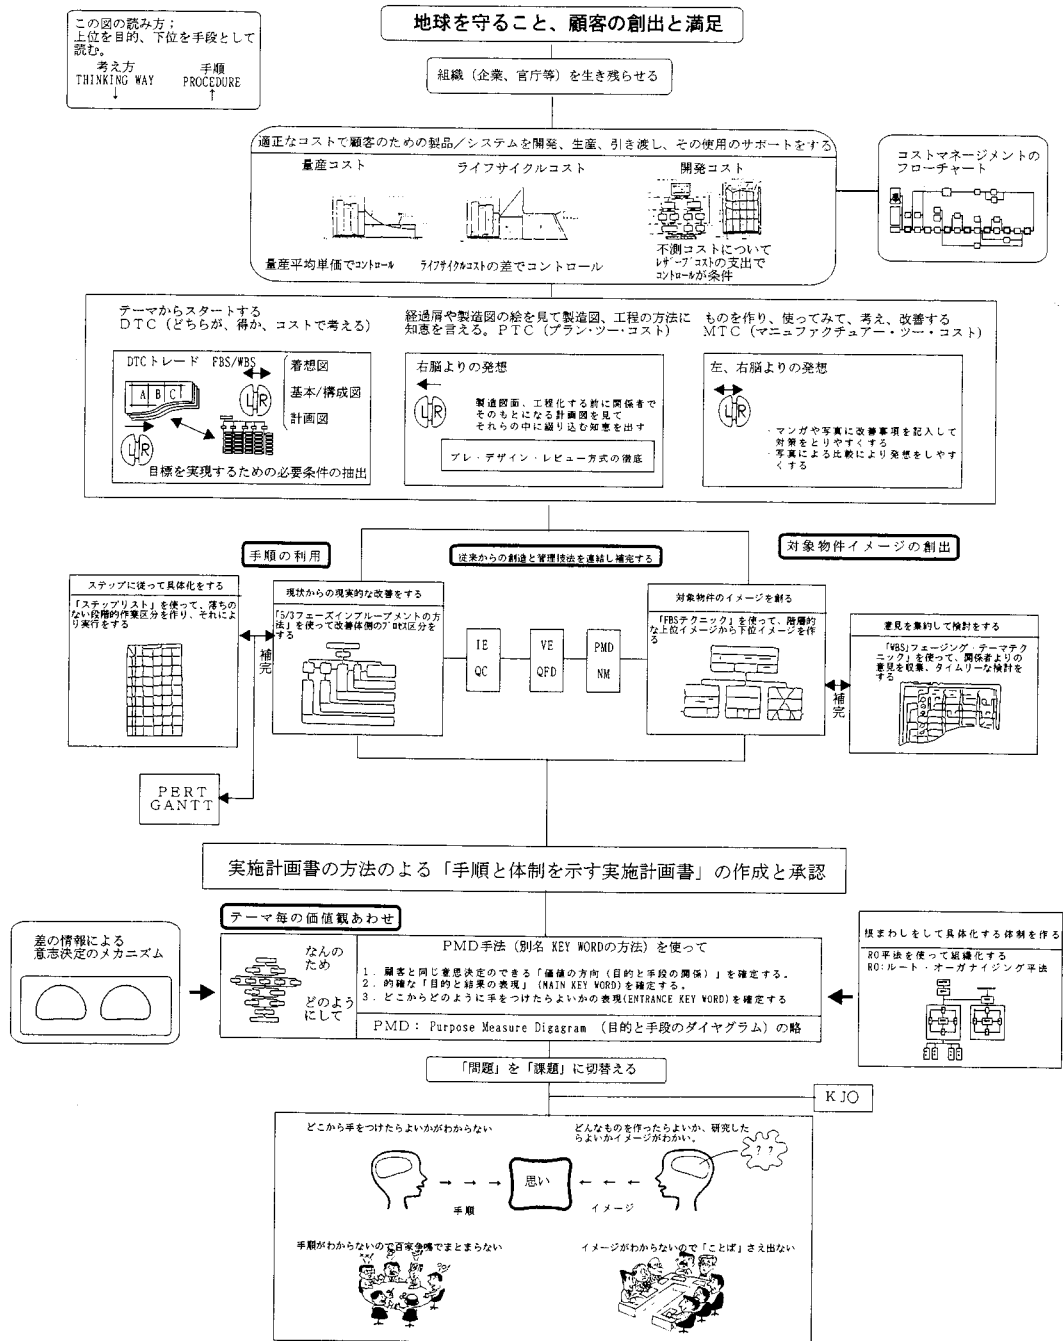 この図の読み方；
上位を目的、下位を手段として
読む。
考え方 手順
THINKING WAY PROCEDURE
↓ ↑
地球を守ること、顧客の創出と満足
組織（企業、官庁等）を生き残らせる
適正なコストで顧客のための製品／システムを開発、生産、引き渡し、その使用のサポートをする
量産コスト ライフサイクルコスト 開発コスト
量産平均単価でコントロール
ライフサイクルコストの差でコントロール
不測コストについて
レザーブコストの支出で
コントロールが条件
コストマネージメントの
フローチャート
テーマからスタートする
DTC（どちらが、得か、コストで考える）
DTCトレード FBS/WBS
A B C
L R
L R
着想図
基本/構成図
計画図
目標を実現するための必要条件の抽出
経過屑や製造図の絵を見て製造図、工程の方法に
知恵を言える。PTC（プラン・ツー・コスト）
右脳よりの発想
L R
製造図面、工程化する前に関係者で
そのもとになる計画図を見て
それらの中に綴り込む知恵を出す
プレ・デザイン・レビュー方式の徹底
ものを作り、使ってみて、考え、改善する
MTC（マニュファクチュアー・ツー・コスト）
左、右脳よりの発想
L R
・マンガや写真に改善事項を記入して
対策をとりやすくする
・写真による比較により発想をしやす
くする
手順の利用
従来からの創造と管理技法を連結し補完する
対象物件イメージの創出
ステップに従って具体化をする
「ステップリスト」を使って、落ちの
ない段階的作業区分を作り、それによ
り実行をする
補完
現状からの現実的な改善をする
「5/3フェーズインプルーブメントの方
法」を使って改善体側のプロセス区分を
する
IE
QC
VE
QFD
PMD
NM
対象物件のイメージを創る
「FBSテクニック」を使って、階層的
な上位イメージから下位イメージを作
る
補完
意見を集約して検討をする
「WBS」フェージング・テーマテク
ニック」を使って、関係者よりの
意見を収集、タイムリーな検討を
する
PERT
GANTT
実施計画書の方法のよる「手順と体制を示す実施計画書」の作成と承認
差の情報による
意志決定のメカニズム
テーマ毎の価値観あわせ
なんの
ため
どのよう
にして
PMD手法（別名 KEY WORDの方法）を使って
1. 顧客と同じ意思決定のできる「価値の方向（目的と手段の関係）」を確定する。
2. 的確な「目的と結果の表現」(MAIN KEY WORD)を確定する。
3. どこからどのように手をつけたらよいかの表現(ENTRANCE KEY WORD)を確定する
PMD： Purpose Measure Digagram （目的と手段のダイヤグラム）の略
根まわしをして具体化する体制を作る
RO平法を使って組織化する
RO:ルート・オーガナイジング平法
「問題」を「課題」に切替える
KJO
どこから手をつけたらよいかがわからない
どんなものを作ったらよいか、研究した
らよいかイメージがわかい。
？？
→ → → 思い ← ← ←
手順 イメージ
手順がわからないので百家争鳴でまとまらない
イメージがわからないので「ことば」さえ出ない